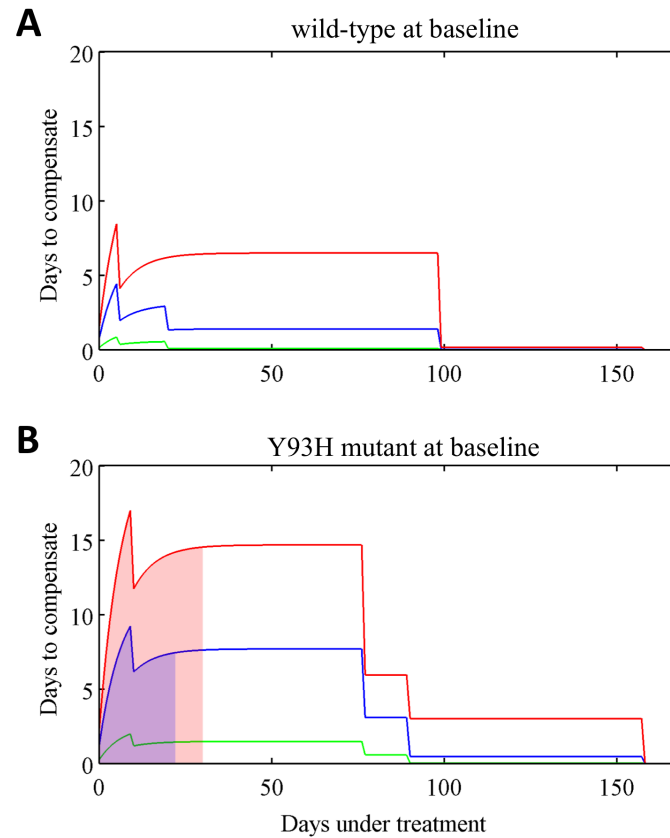 A
wild-type at baseline
20
15
10
5
0
Days to compensate
0 50 100 150
B
Y93H mutant at baseline
20
15
10
5
0
Days to compensate
0 50 100 150
Days under treatment